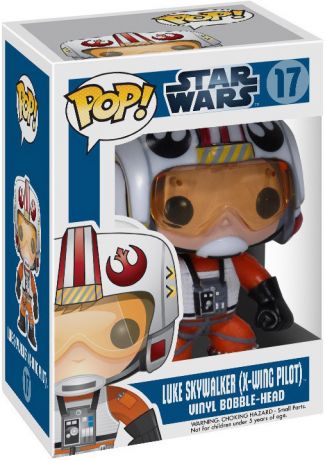 POP!
STAR
WARS
17
LUKE SKYWALKER (X-WING PILOT)
VINYL BOBBLE-HEAD
WARNING: CHOKING HAZARD - Small Parts.
Not for children under 3 years of age.
POP!
17